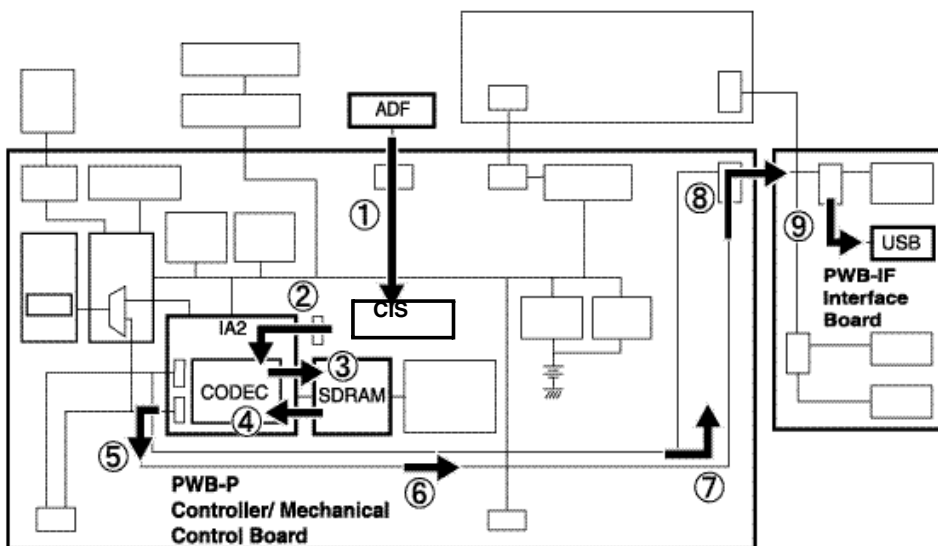 ADF
①
⑧
⑨
USB
PWB-IF
Interface
Board
②
CIS
IA2
③
CODEC
SDRAM
④
⑤
⑥
⑦
PWB-P
Controller/ Mechanical
Control Board